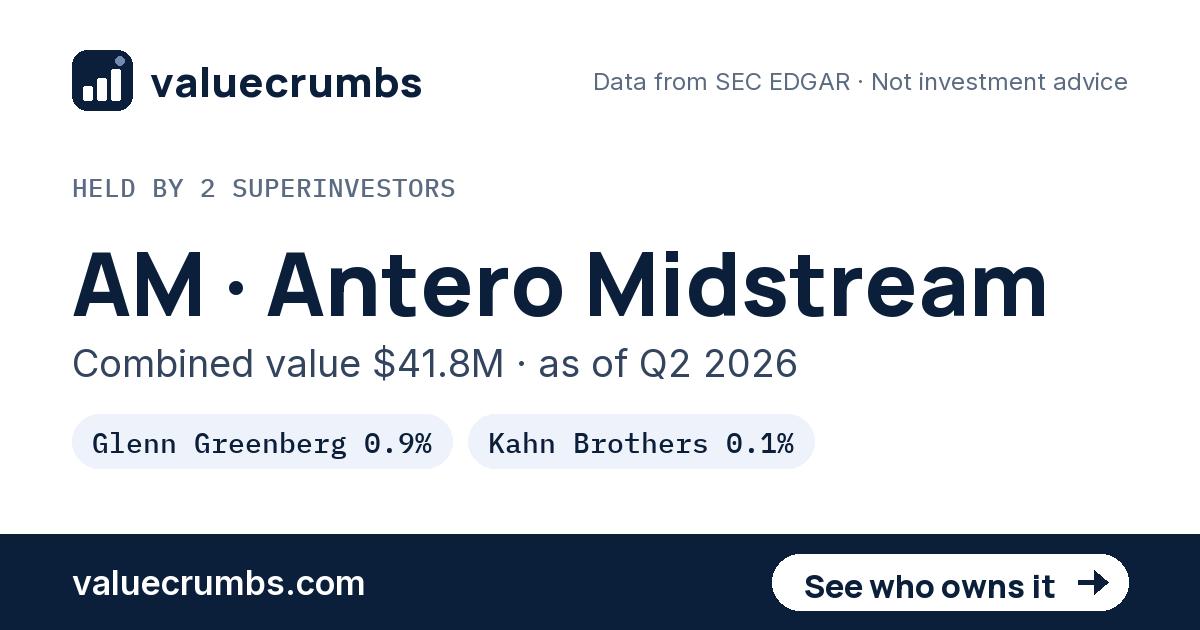 valuecrumbs
Data from SEC EDGAR · Not investment advice
HELD BY 2 SUPERINVESTORS
AM · Antero Midstream
Combined value $41.8M · as of Q2 2026
Glenn Greenberg 0.9%
Kahn Brothers 0.1%
valuecrumbs.com
See who owns it